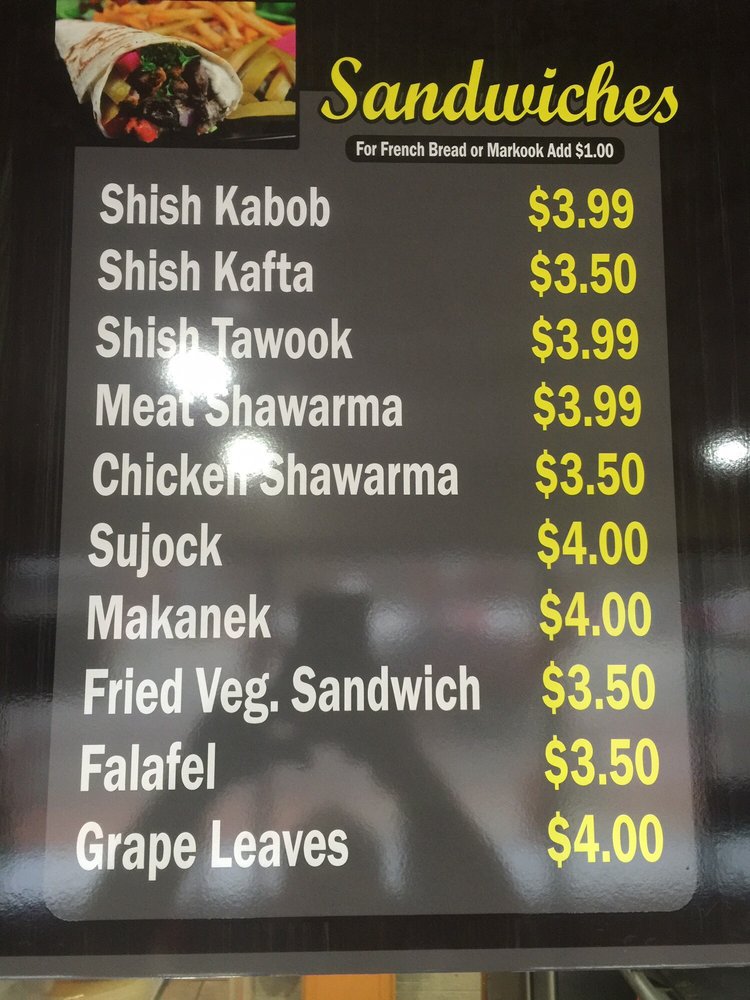 Sandwiches
For French Bread or Markook Add $1.00
Shish Kabob $3.99
Shish Kafta $3.50
Shish Tawook $3.99
Meat Shawarma $3.99
Chicken Shawarma $3.50
Sujock $4.00
Makanek $4.00
Fried Veg. Sandwich $3.50
Falafel $3.50
Grape Leaves $4.00